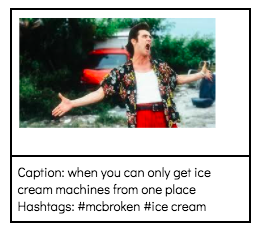 Caption: when you can only get ice
cream machines from one place
Hashtags: #mcbroken #ice cream